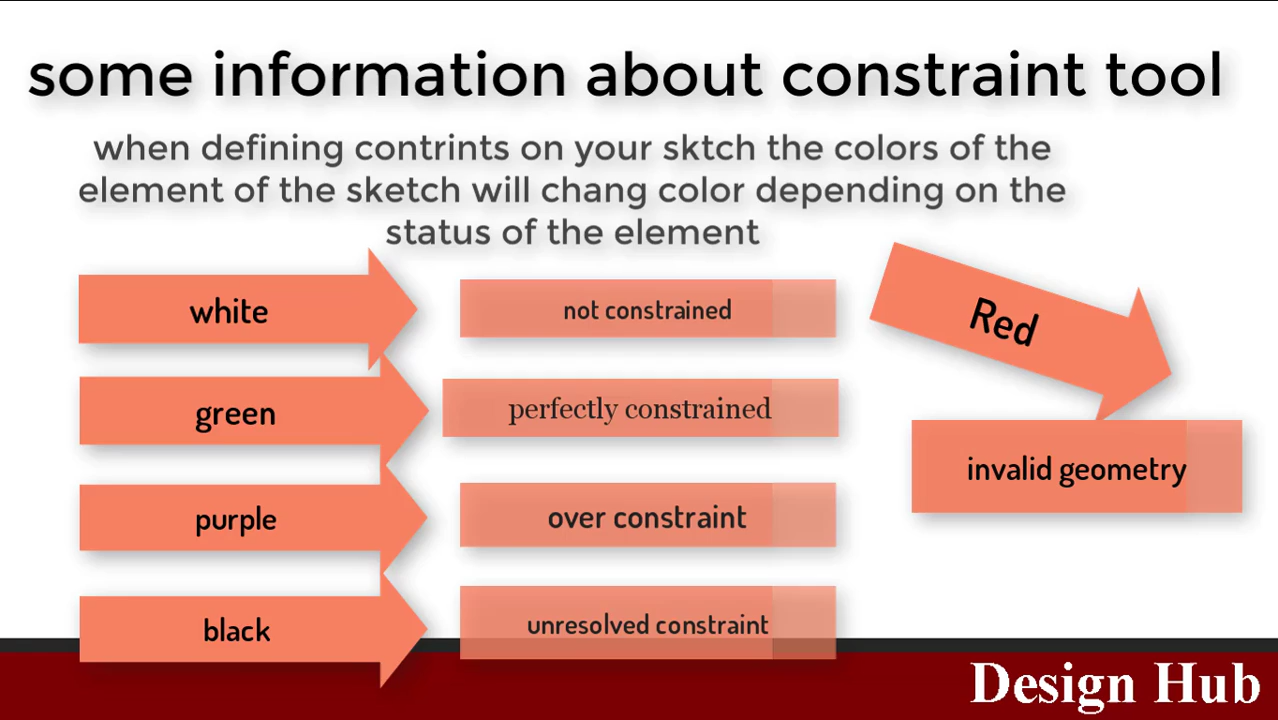 some information about constraint tool
when defining contrints on your sktch the colors of the
element of the sketch will chang color depending on the
status of the element
white
not constrained
Red
green
perfectly constrained
invalid geometry
purple
over constraint
black
unresolved constraint
Design Hub